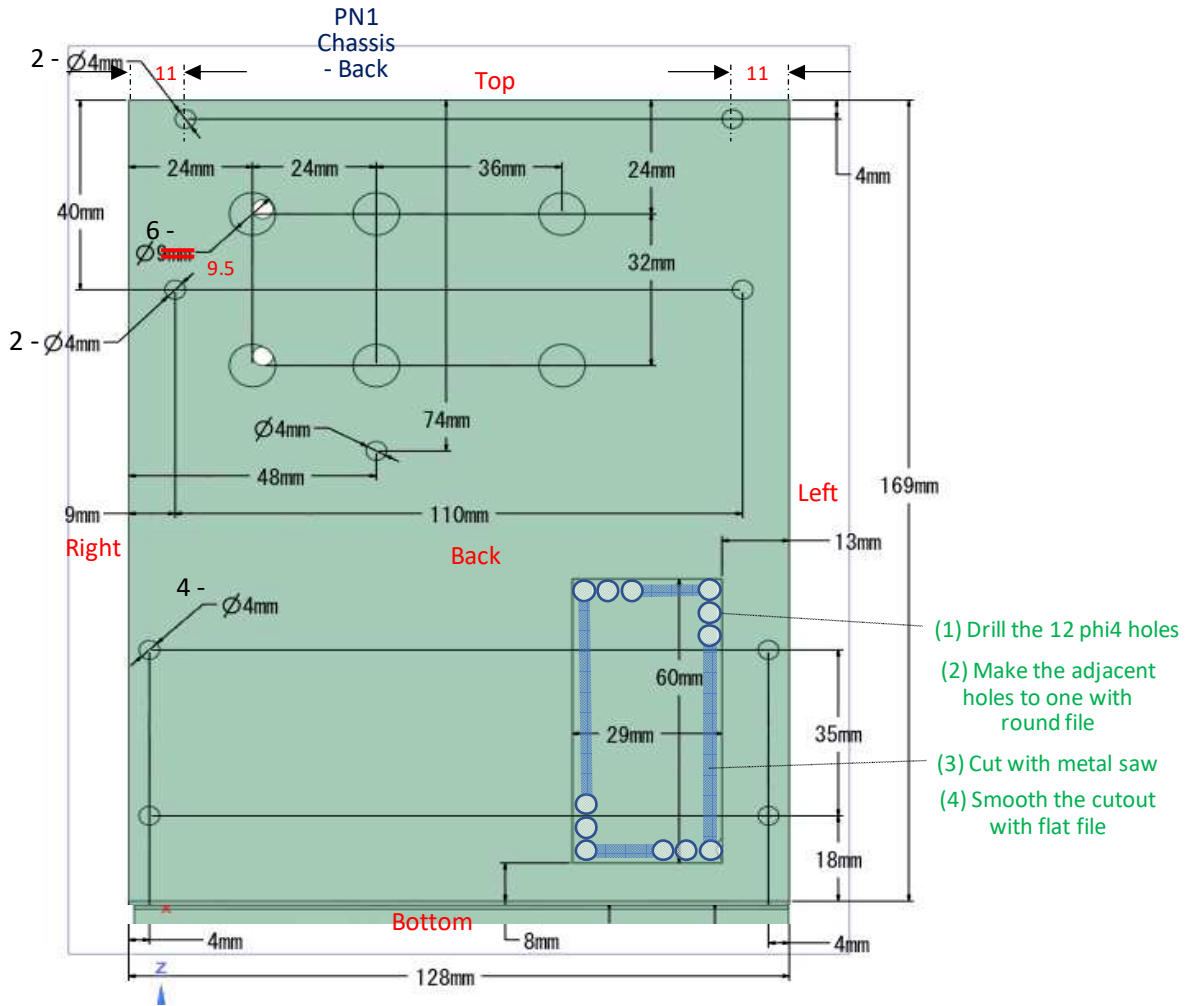 PN1
Chassis
- Back
2 - Ø4mm
11
Top
11
24mm
24mm
36mm
24mm
4mm
40mm
6 -
Ø9mm
9.5
32mm
2 - Ø4mm
Ø4mm
74mm
48mm
Left
169mm
9mm
110mm
Right
Back
13mm
4 -
Ø4mm
(1) Drill the 12 phi4 holes
(2) Make the adjacent
holes to one with
round file
60mm
29mm
35mm
(3) Cut with metal saw
(4) Smooth the cutout
with flat file
18mm
x
Bottom
4mm
8mm
4mm
z
128mm